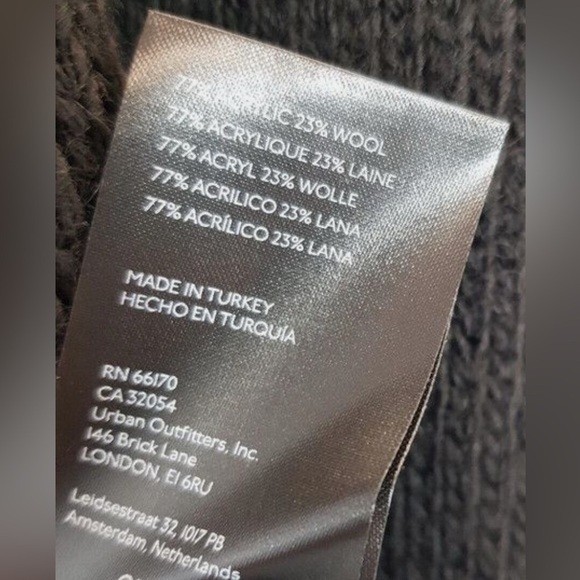 77% ACRYLIC 23% WOOL
77% ACRYLIQUE 23% LAINE
77% ACRYL 23% WOLLE
77% ACRILICO 23% LANA
77% ACRÍLICO 23% LANA
MADE IN TURKEY
HECHO EN TURQUÍA
RN 66170
CA 32054
Urban Outfitters, Inc.
146 Brick Lane
LONDON, E1 6RU
Leidsestraat 32, 1017 PB
Amsterdam, Netherlands